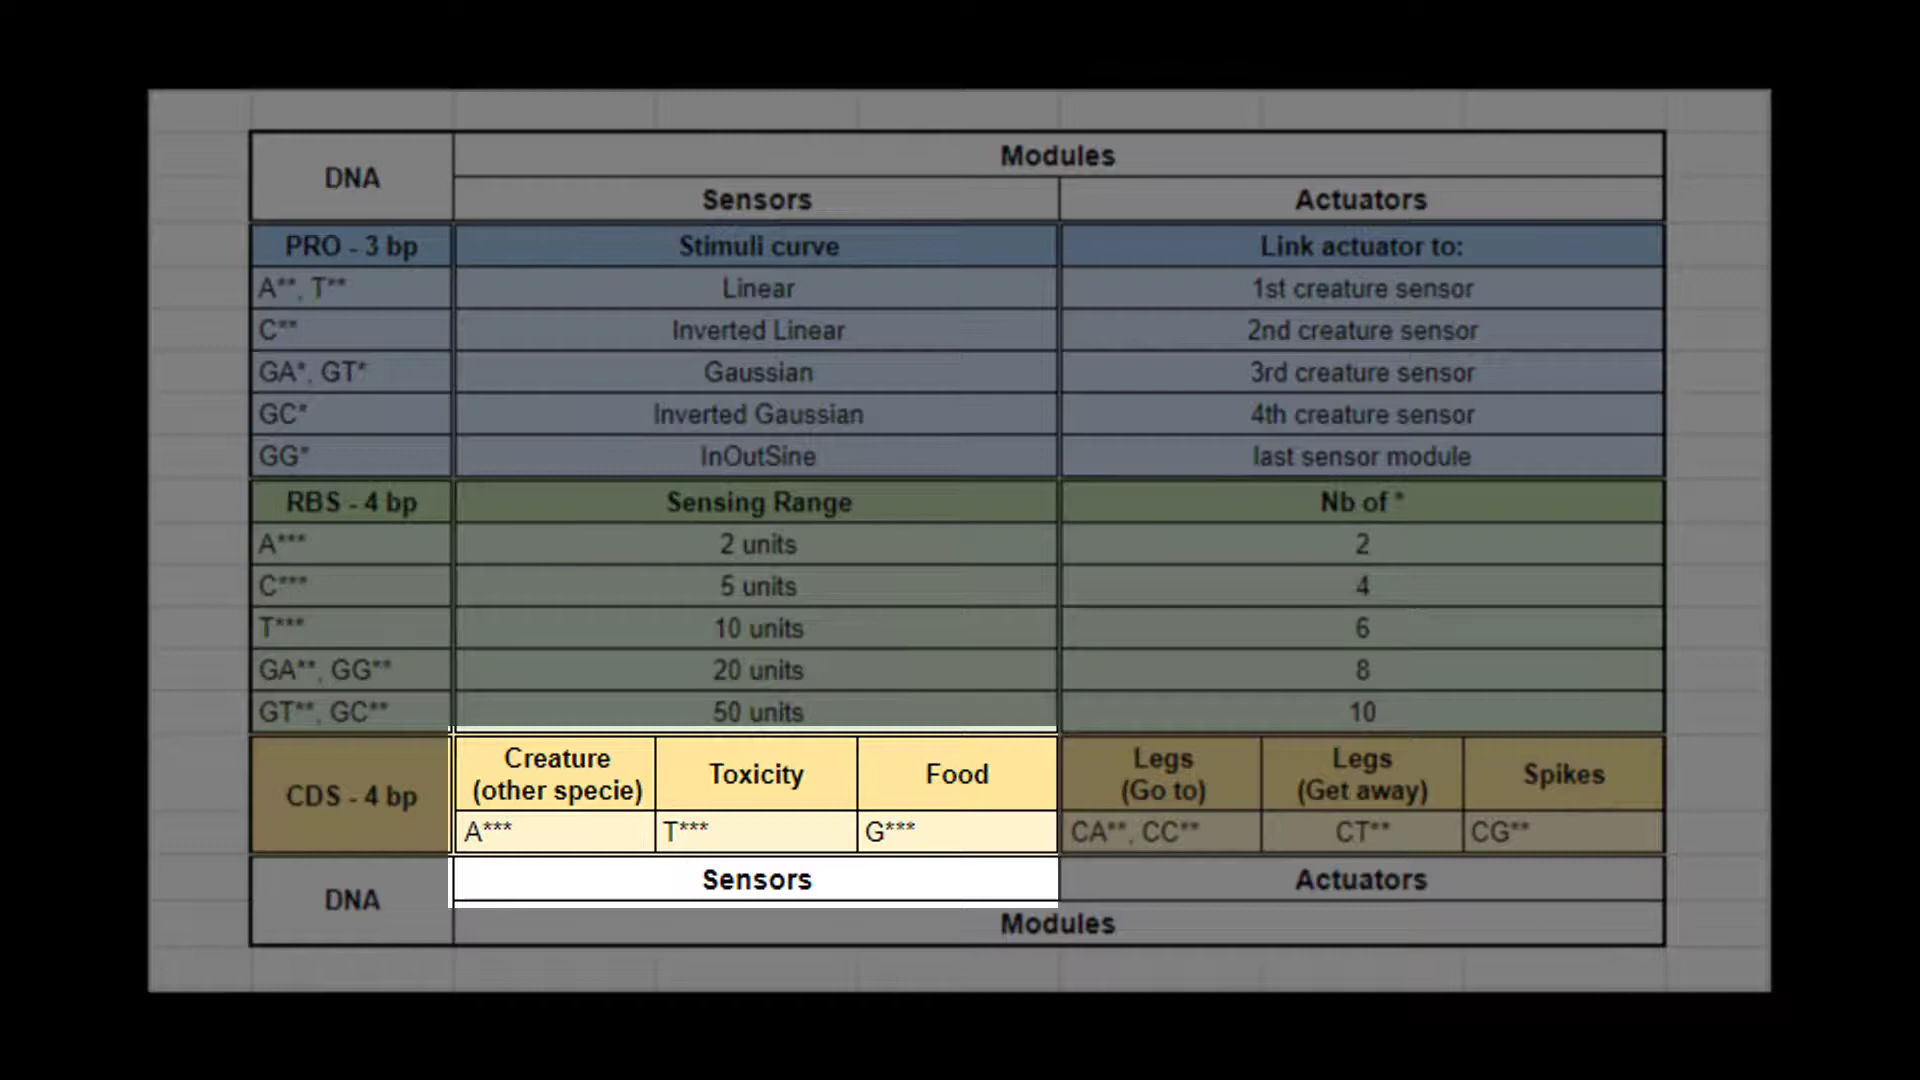 DNA
Modules
Sensors
Actuators
PRO - 3 bp
Stimuli curve
Link actuator to:
A**, T**
Linear
1st creature sensor
C**
Inverted Linear
2nd creature sensor
GA*, GT*
Gaussian
3rd creature sensor
GC*
Inverted Gaussian
4th creature sensor
GG*
InOutSine
last sensor module
RBS - 4 bp
Sensing Range
Nb of *
A***
2 units
2
C***
5 units
4
T***
10 units
6
GA**, GG**
20 units
8
GT**, GC**
50 units
10
CDS - 4 bp
Creature
(other specie)
Toxicity
Food
Legs
(Go to)
Legs
(Get away)
Spikes
A***
T***
G***
CA**, CC**
CT**
CG**
DNA
Sensors
Actuators
Modules